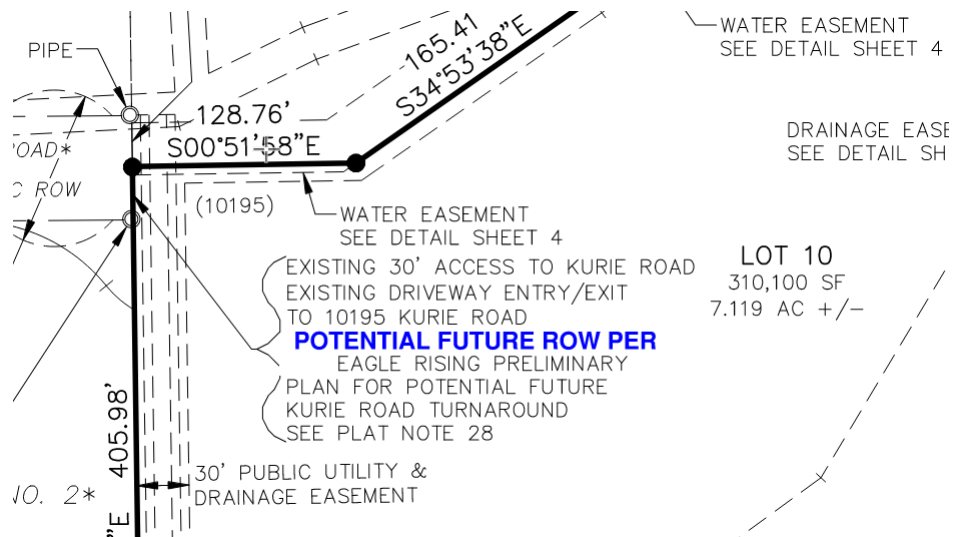 PIPE
165.41
S34°53'38"E
WATER EASEMENT
SEE DETAIL SHEET 4
128.76'
S00°51'58"E
DRAINAGE EASE
SEE DETAIL SH
OAD*
C ROW
(10195)
WATER EASEMENT
SEE DETAIL SHEET 4
EXISTING 30' ACCESS TO KURIE ROAD
EXISTING DRIVEWAY ENTRY/EXIT
TO 10195 KURIE ROAD
POTENTIAL FUTURE ROW PER
EAGLE RISING PRELIMINARY
PLAN FOR POTENTIAL FUTURE
KURIE ROAD TURNAROUND
SEE PLAT NOTE 28
LOT 10
310,100 SF
7.119 AC +/-
405.98'
"E
NO. 2*
30' PUBLIC UTILITY &
DRAINAGE EASEMENT